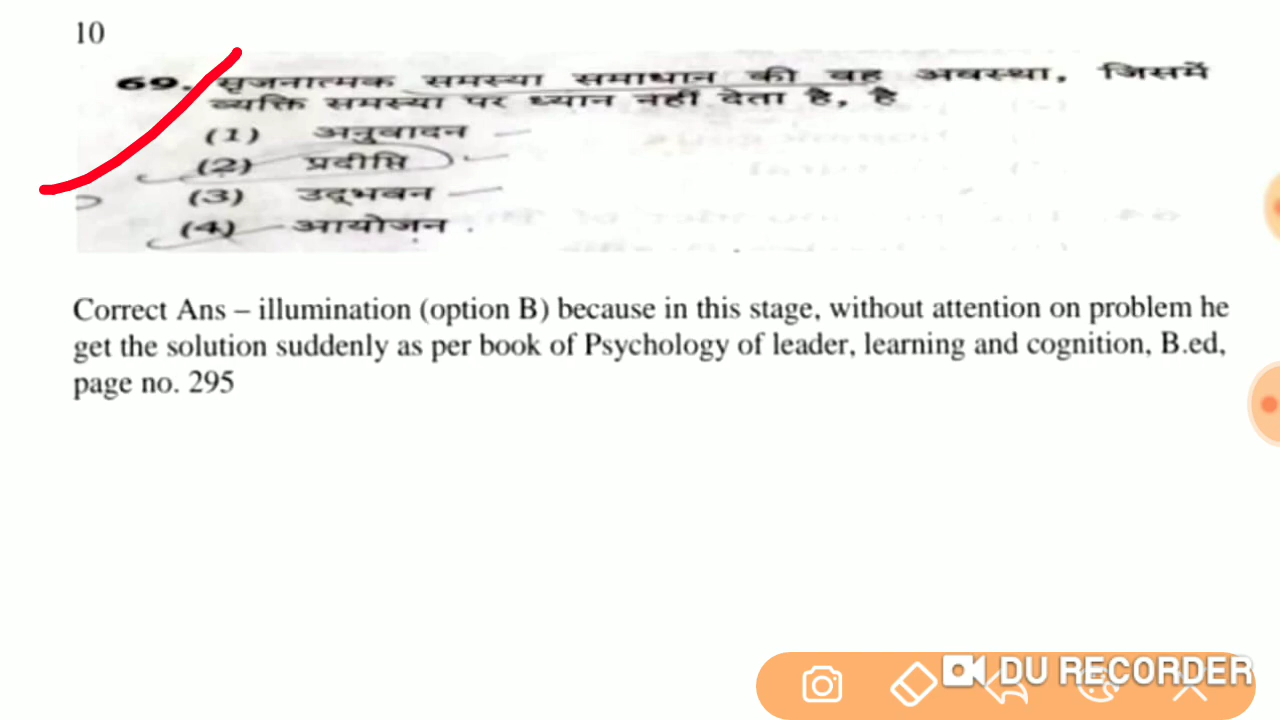 10
69. सृजनात्मक समस्या समाधान की वह अवस्था, जिसमें
व्यक्ति समस्या पर ध्यान नहीं देता है, है
(1) अनुवादन
(2) प्रदीप्ति
(3) उद्भवन
(4) आयोजन .
Correct Ans – illumination (option B) because in this stage, without attention on problem he
get the solution suddenly as per book of Psychology of leader, learning and cognition, B.ed,
page no. 295
DU RECORDER